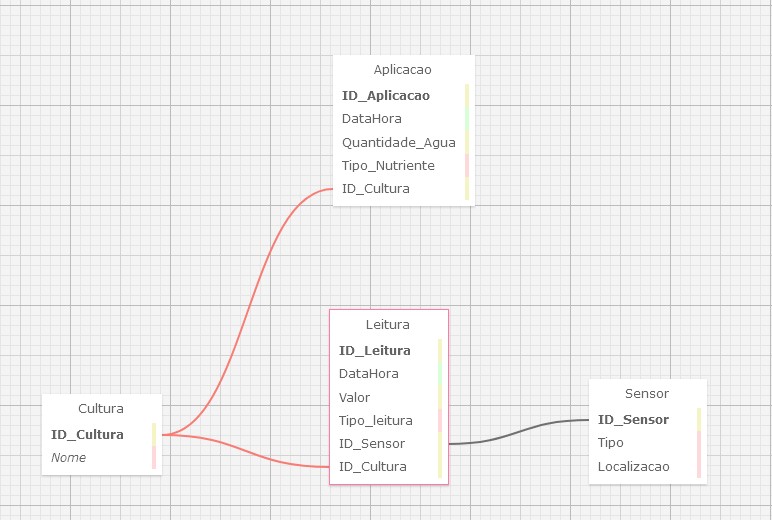 Aplicacao
ID_Aplicacao
DataHora
Quantidade_Agua
Tipo_Nutriente
ID_Cultura
Leitura
ID_Leitura
DataHora
Valor
Tipo_leitura
ID_Sensor
ID_Cultura
Cultura
ID_Cultura
Nome
Sensor
ID_Sensor
Tipo
Localizacao